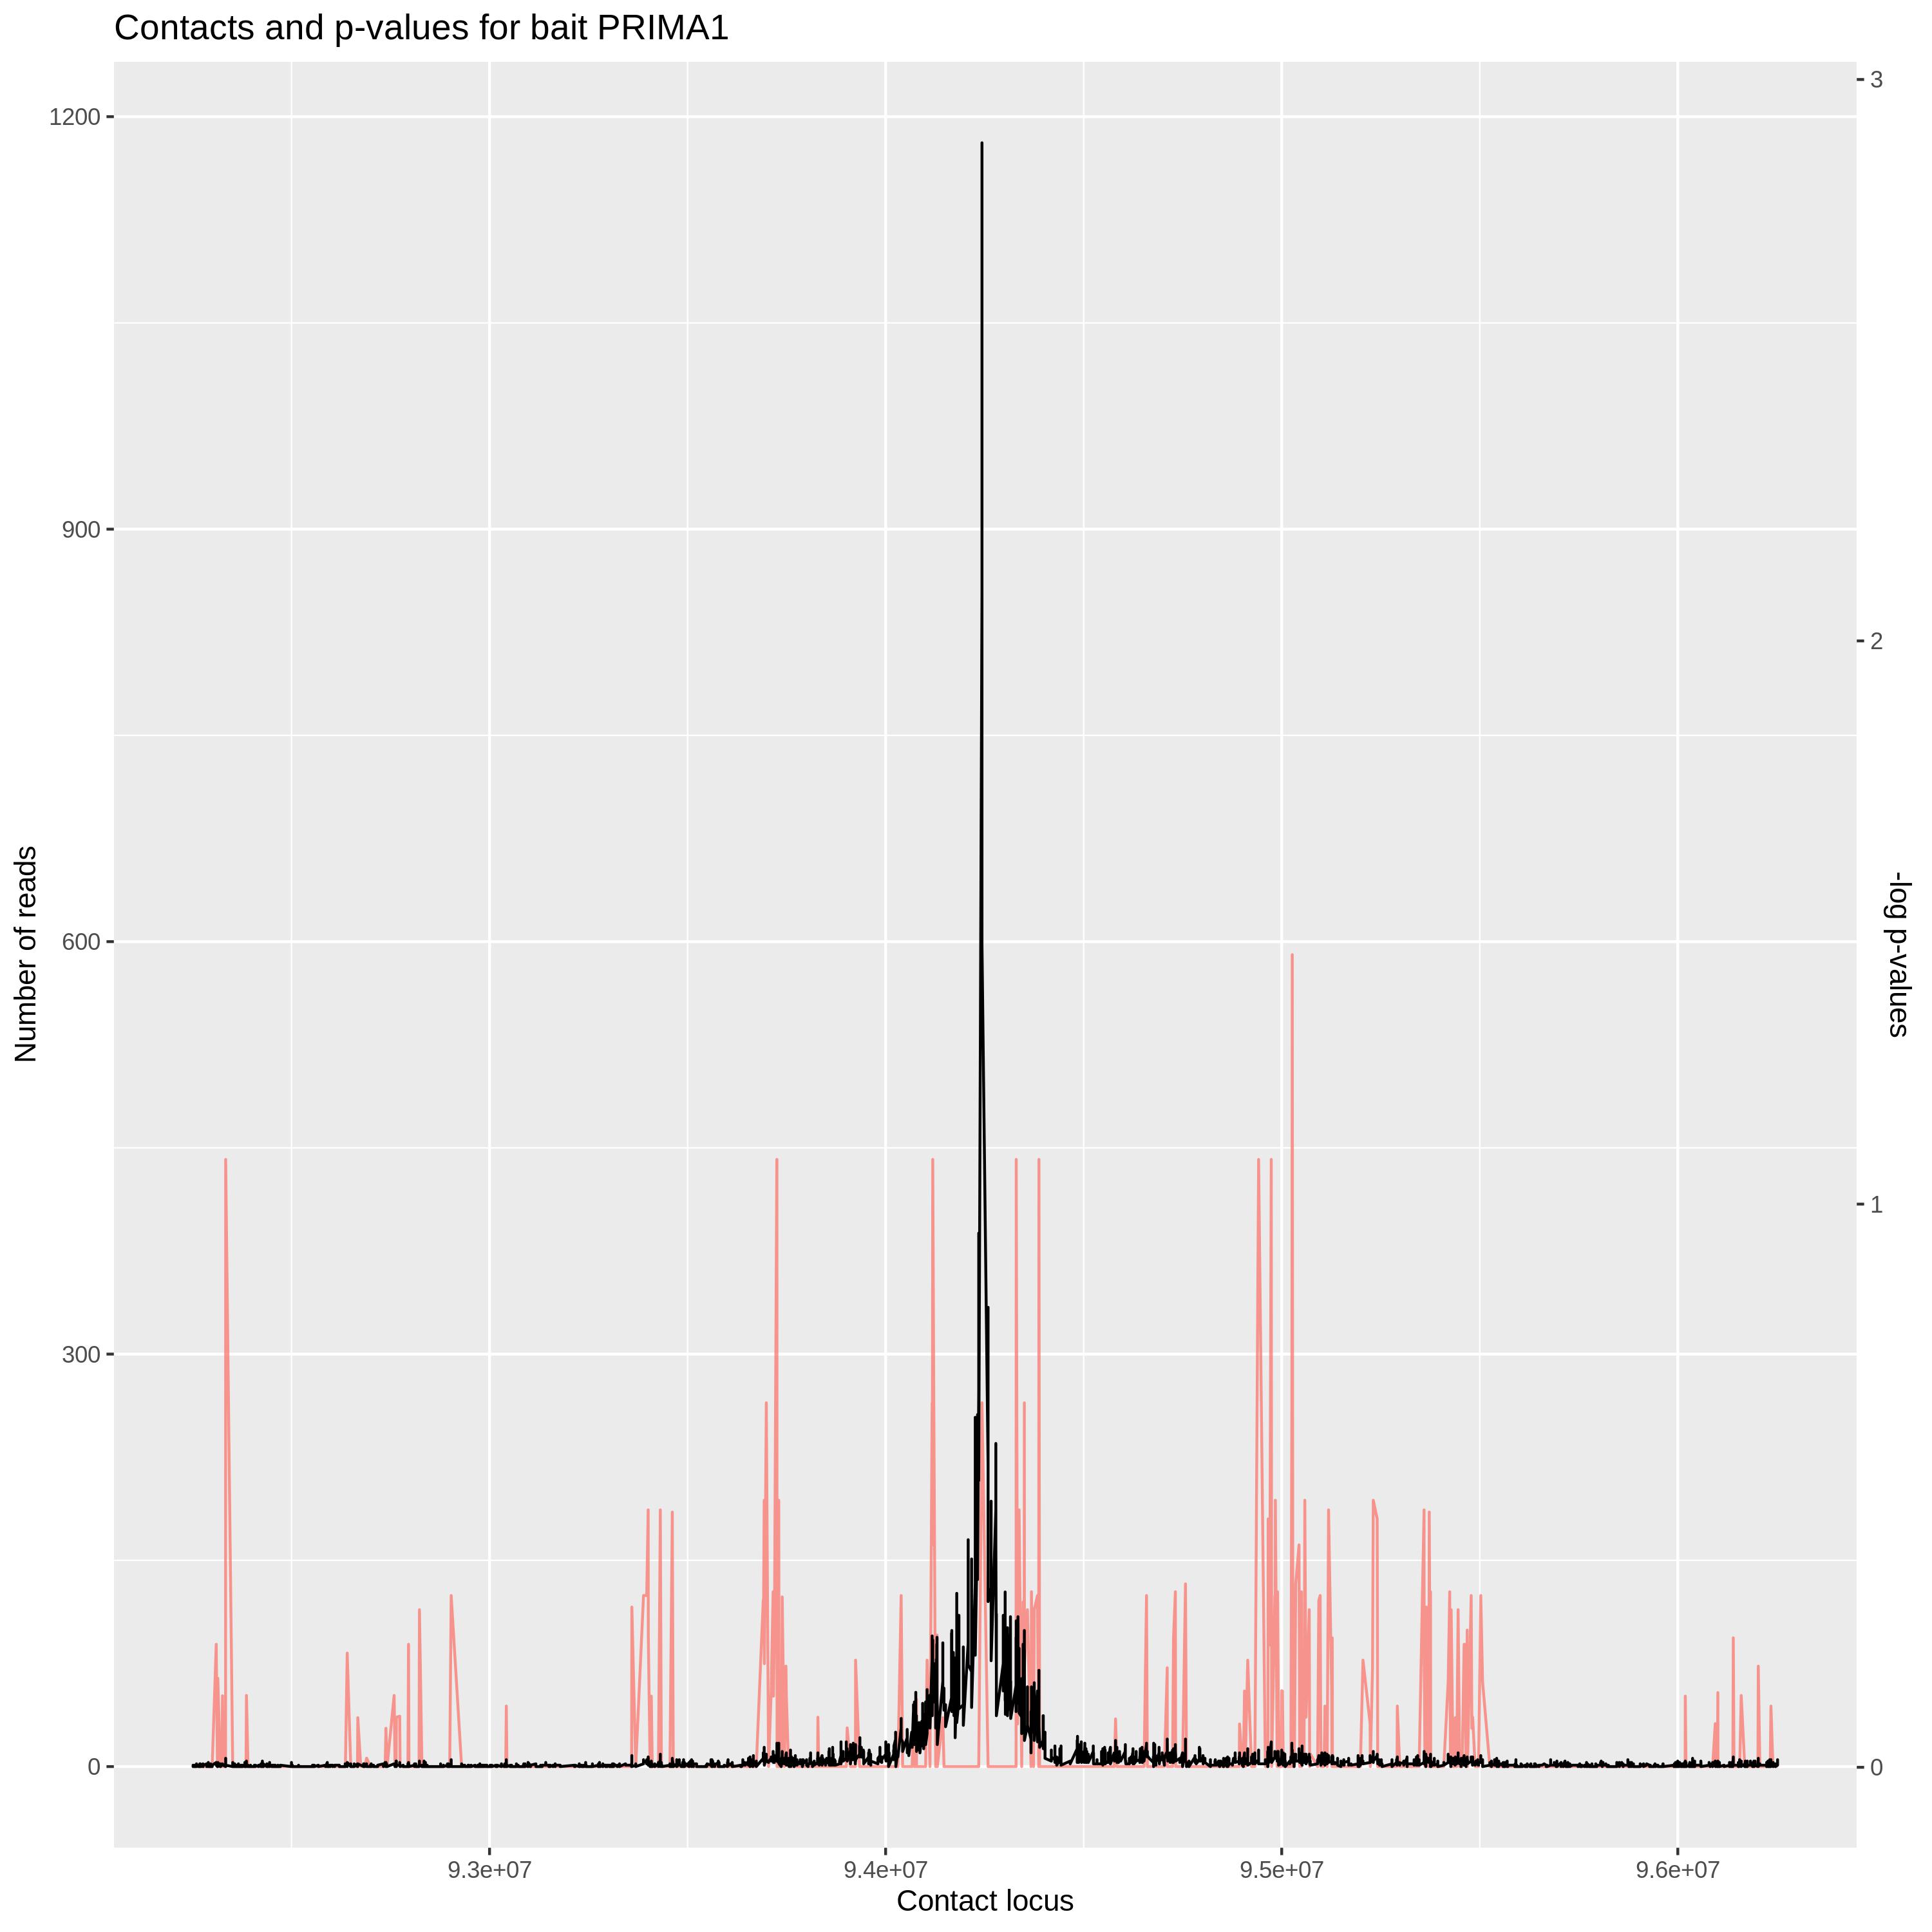 Contacts and p-values for bait PRIMA1
1200
900
600
300
0
Number of reads
3
2
1
0
-log p-values
9.3e+07
9.4e+07
9.5e+07
9.6e+07
Contact locus